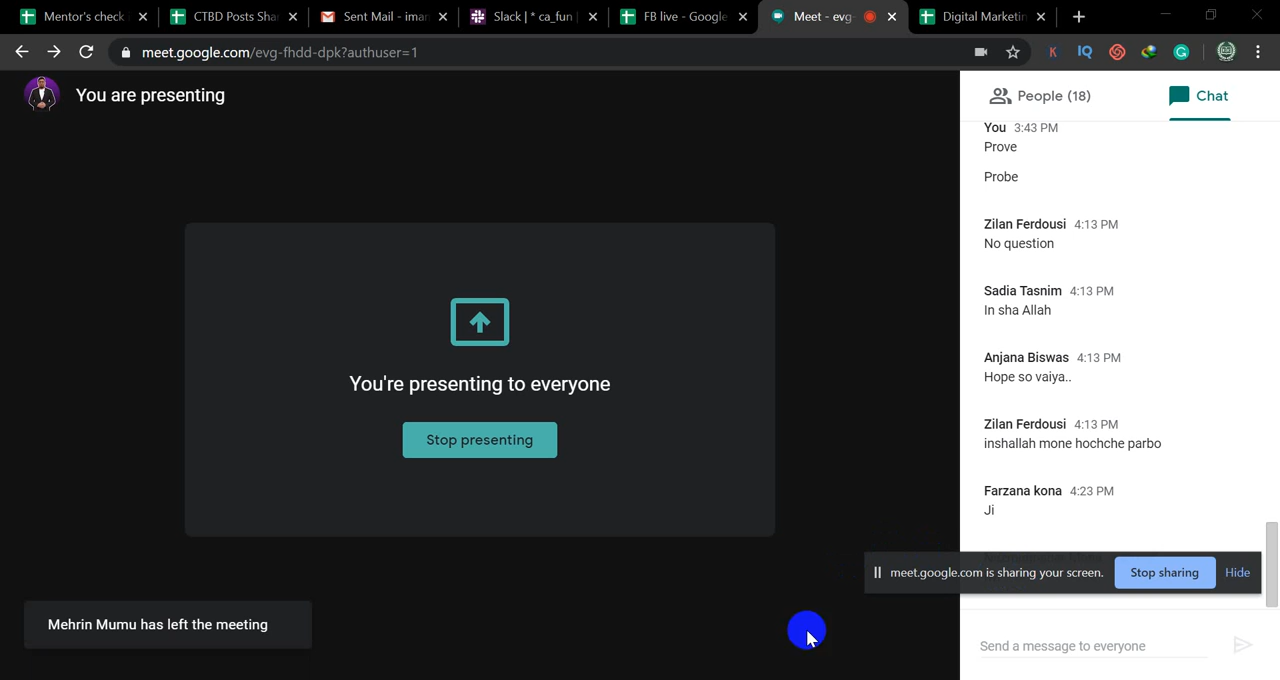 Mentor's check
CTBD Posts Sha
Sent Mail - ima
Slack | * ca_fun
FB live - Google
Meet - evg-
Digital Marketin
meet.google.com/evg-fhdd-dpk?authuser=1
K
IQ
G
You are presenting
People (18)
Chat
You 3:43 PM
Prove
Probe
Zilan Ferdousi 4:13 PM
No question
Sadia Tasnim 4:13 PM
In sha Allah
Anjana Biswas 4:13 PM
Hope so vaiya..
Zilan Ferdousi 4:13 PM
inshallah mone hochche parbo
Farzana kona 4:23 PM
Ji
You're presenting to everyone
Stop presenting
meet.google.com is sharing your screen.
Stop sharing
Hide
Mehrin Mumu has left the meeting
Send a message to everyone